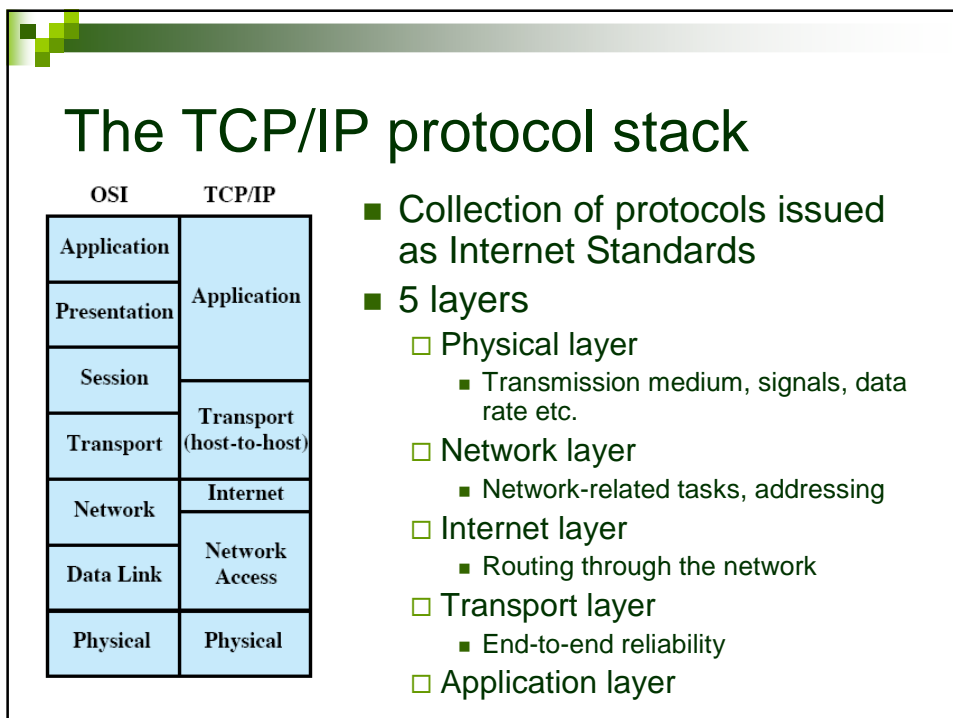 The TCP/IP protocol stack
OSI
TCP/IP
Application
Presentation
Session
Transport
Network
Data Link
Physical
Application
Transport
(host-to-host)
Internet
Network
Access
Physical
Collection of protocols issued
as Internet Standards
5 layers
Physical layer
Transmission medium, signals, data
rate etc.
Network layer
Network-related tasks, addressing
Internet layer
Routing through the network
Transport layer
End-to-end reliability
Application layer